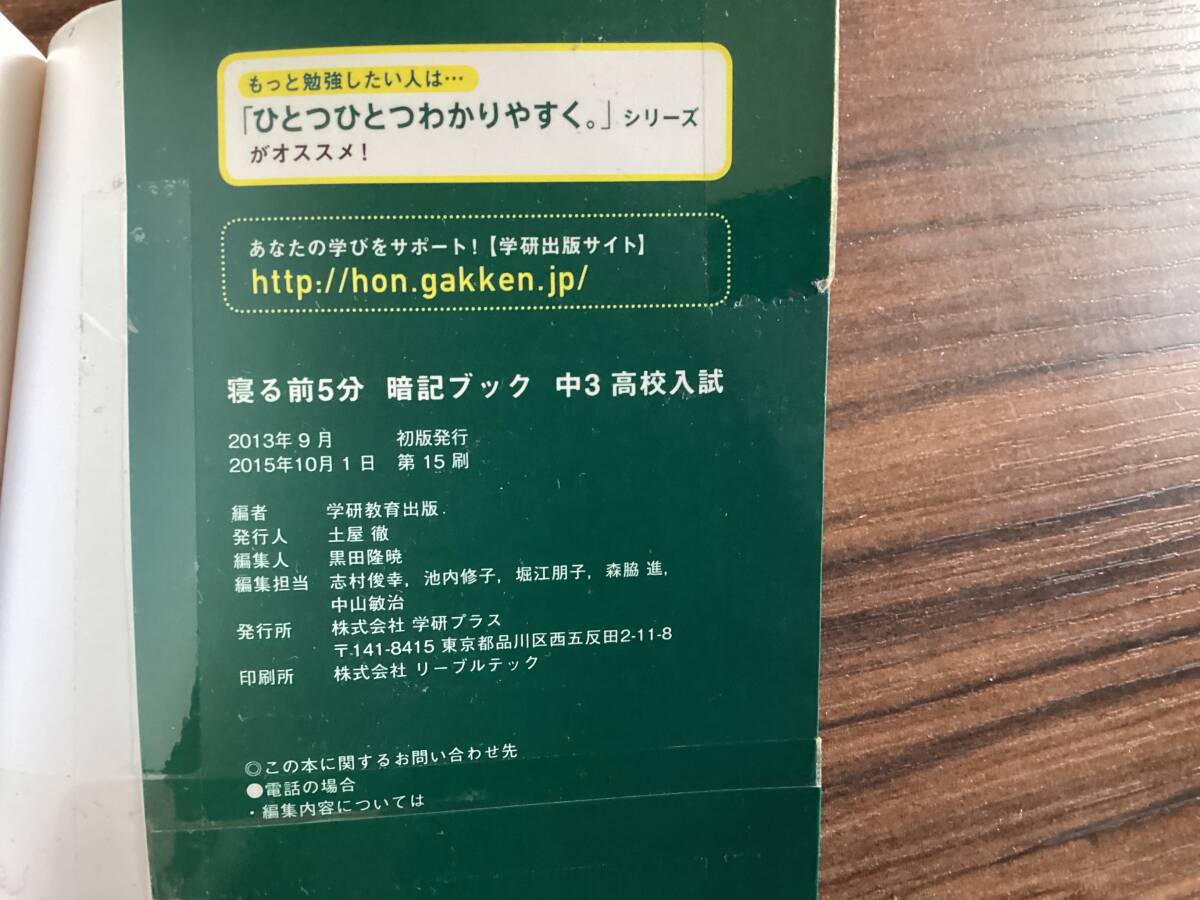 もっと勉強したい人は…
「ひとつひとつわかりやすく。」シリーズ
がオススメ！
あなたの学びをサポート！【学研出版サイト】
http://hon.gakken.jp/
寝る前5分 暗記ブック 中3 高校入試
2013年9月 初版発行
2015年10月1日 第15刷
編者 学研教育出版
発行人 土屋 徹
編集人 黒田隆暁
編集担当 志村俊幸，池内修子，堀江朋子，森脇 進，
中山敏治
発行所 株式会社 学研プラス
〒141-8415 東京都品川区西五反田2-11-8
印刷所 株式会社 リーブルテック
◎この本に関するお問い合わせ先
●電話の場合
・編集内容については